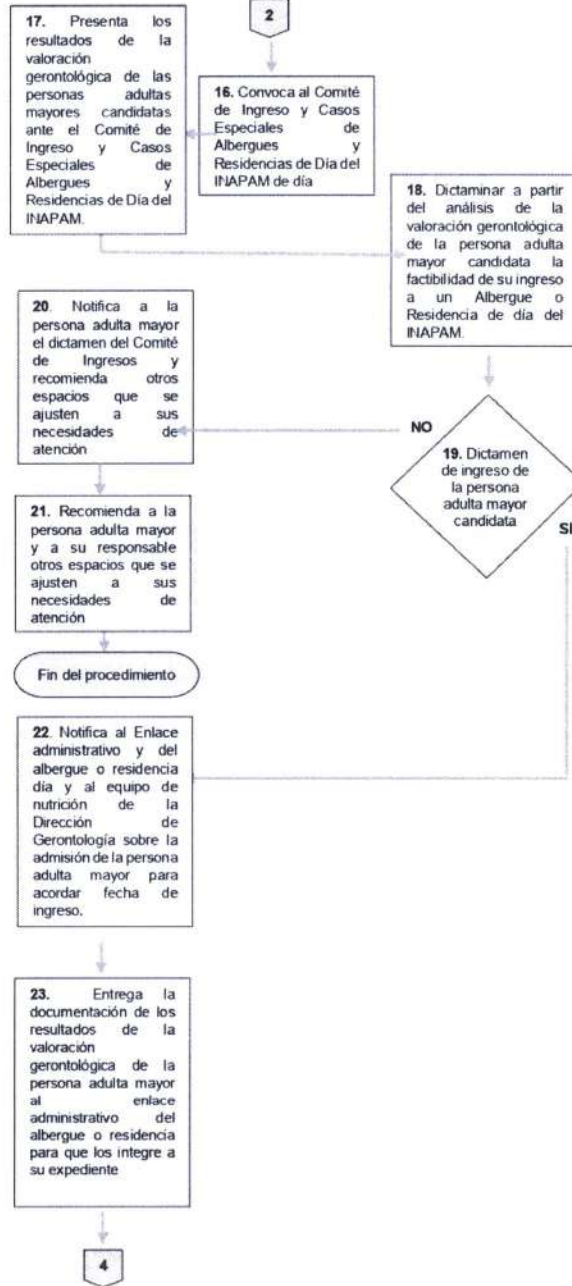 2
17. Presenta los
resultados de la
valoración
gerontológica de las
personas adultas
mayores candidatas
ante el Comité de
Ingreso y Casos
Especiales de
Albergues y
Residencias de Día del
INAPAM.
16. Convoca al Comité
de Ingreso y Casos
Especiales de
Albergues y
Residencias de Día del
INAPAM de día
18. Dictaminar a partir
del análisis de la
valoración gerontológica
de la persona adulta
mayor candidata la
factibilidad de su ingreso
a un Albergue o
Residencia de día del
INAPAM.
20. Notifica a la
persona adulta mayor
el dictamen del Comité
de Ingresos y
recomienda otros
espacios que se
ajusten a sus
necesidades de
atención
NO
19. Dictamen
de ingreso de
la persona
adulta mayor
candidata
SI
21. Recomienda a la
persona adulta mayor
y a su responsable
otros espacios que se
ajusten a sus
necesidades de
atención
Fin del procedimiento
22. Notifica al Enlace
administrativo y del
albergue o residencia
día y al equipo de
nutrición de la
Dirección de
Gerontología sobre la
admisión de la persona
adulta mayor para
acordar fecha de
ingreso.
23. Entrega la
documentación de los
resultados de la
valoración
gerontológica de la
persona adulta mayor
al enlace
administrativo del
albergue o residencia
para que los integre a
su expediente
4